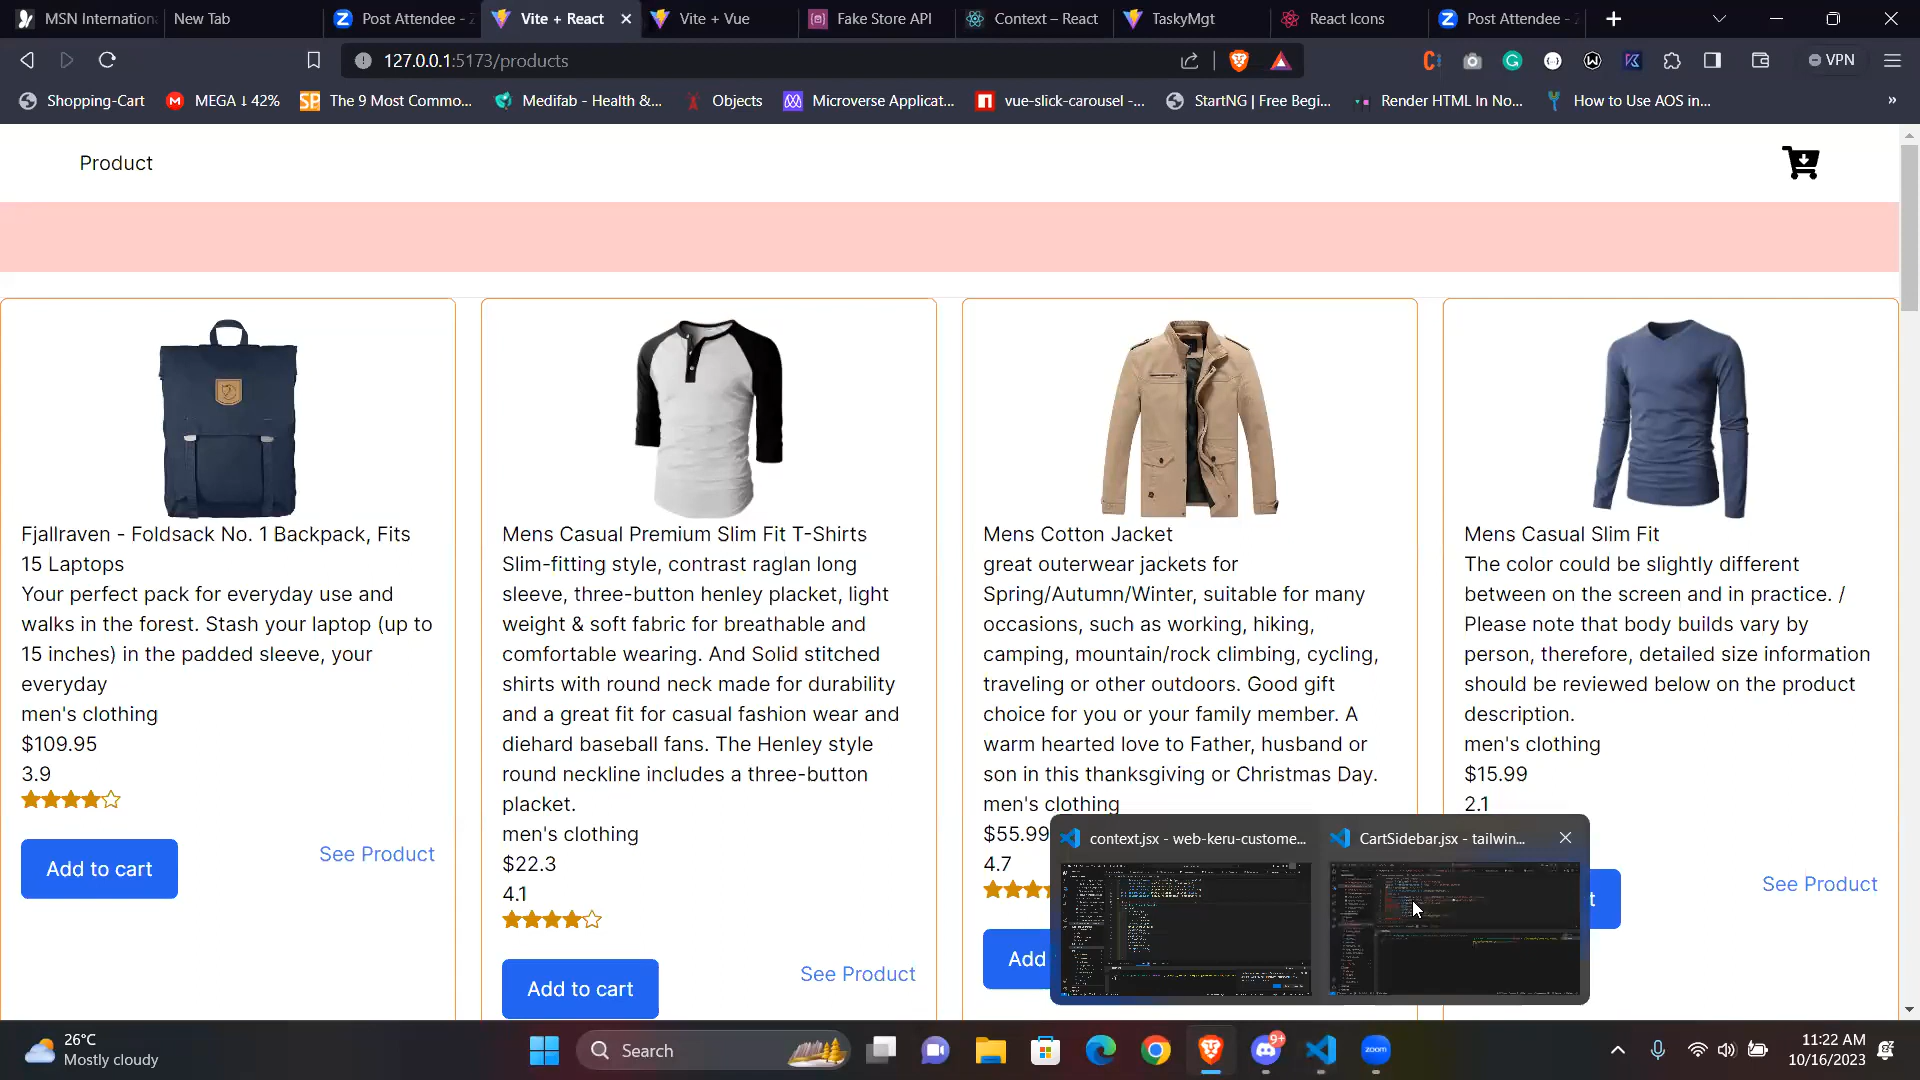 MSN Internation
New Tab
Post Attendee - Z
Vite + React
Vite + Vue
Fake Store API
Context – React
TaskyMgt
React Icons
Post Attendee - Z
127.0.0.1:5173/products
VPN
Shopping-Cart
MEGA ↓ 42%
The 9 Most Commo...
Medifab - Health &...
Objects
Microverse Applicat...
vue-slick-carousel -...
StartNG | Free Begi...
Render HTML In No...
How to Use AOS in...
»
Product
Fjallraven - Foldsack No. 1 Backpack, Fits
15 Laptops
Your perfect pack for everyday use and
walks in the forest. Stash your laptop (up to
15 inches) in the padded sleeve, your
everyday
men's clothing
$109.95
3.9
Add to cart
See Product
Mens Casual Premium Slim Fit T-Shirts
Slim-fitting style, contrast raglan long
sleeve, three-button henley placket, light
weight & soft fabric for breathable and
comfortable wearing. And Solid stitched
shirts with round neck made for durability
and a great fit for casual fashion wear and
diehard baseball fans. The Henley style
round neckline includes a three-button
placket.
men's clothing
$22.3
4.1
Add to cart
See Product
Mens Cotton Jacket
great outerwear jackets for
Spring/Autumn/Winter, suitable for many
occasions, such as working, hiking,
camping, mountain/rock climbing, cycling,
traveling or other outdoors. Good gift
choice for you or your family member. A
warm hearted love to Father, husband or
son in this thanksgiving or Christmas Day.
men's clothing
$55.99
4.7
Add
Mens Casual Slim Fit
The color could be slightly different
between on the screen and in practice. /
Please note that body builds vary by
person, therefore, detailed size information
should be reviewed below on the product
description.
men's clothing
$15.99
2.1
t
See Product
context.jsx - web-keru-custome...
CartSidebar.jsx - tailwin...
26°C
Mostly cloudy
Search
9+
zoom
11:22 AM
10/16/2023